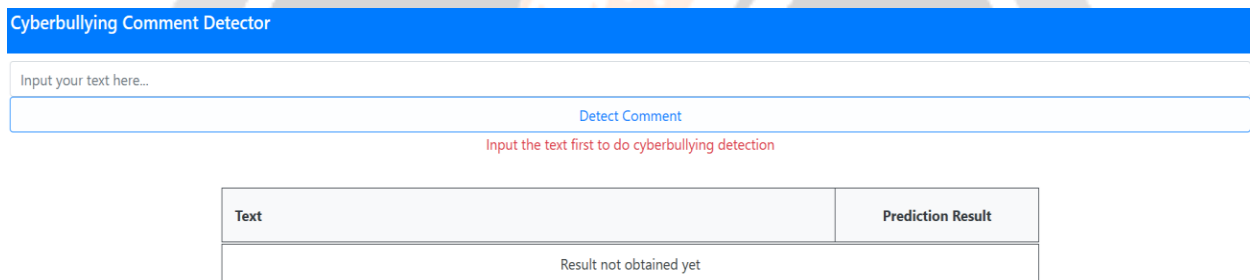 Cyberbullying Comment Detector
Input your text here...
Detect Comment
Input the text first to do cyberbullying detection
Text Prediction Result
Result not obtained yet